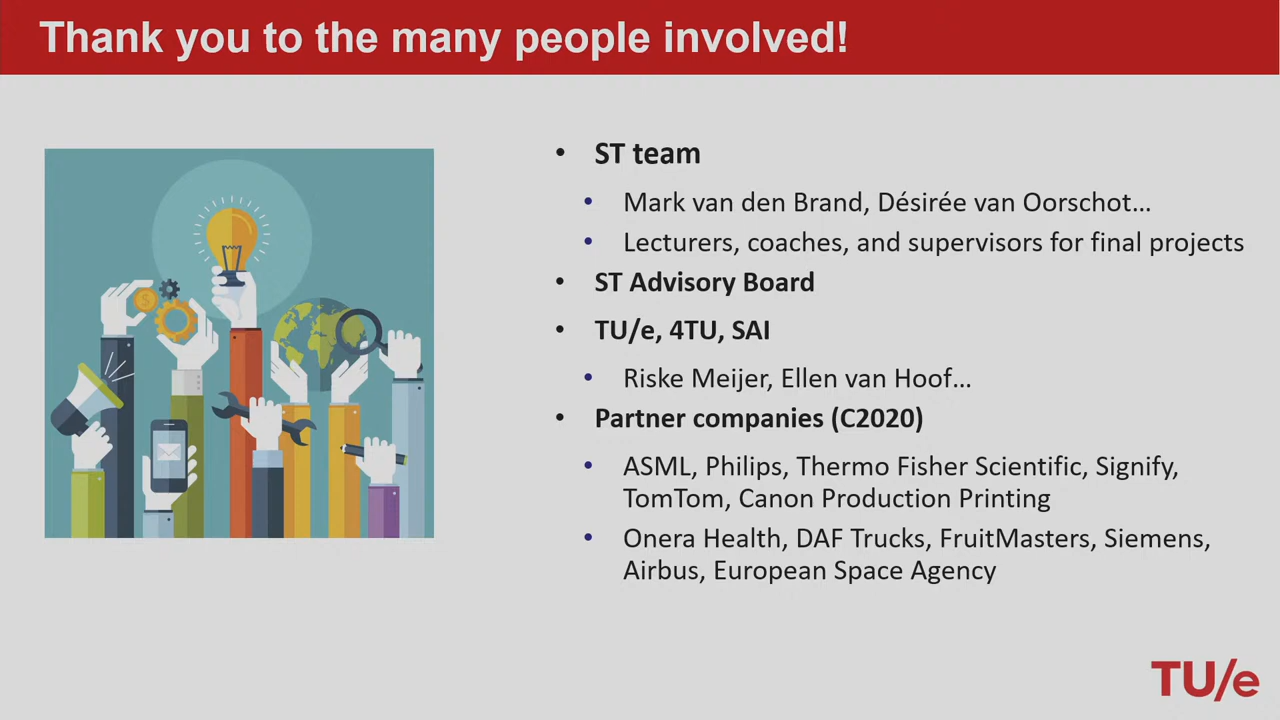 Thank you to the many people involved!
• ST team
• Mark van den Brand, Désirée van Oorschot…
• Lecturers, coaches, and supervisors for final projects
• ST Advisory Board
• TU/e, 4TU, SAI
• Riske Meijer, Ellen van Hoof…
• Partner companies (C2020)
• ASML, Philips, Thermo Fisher Scientific, Signify,
TomTom, Canon Production Printing
• Onera Health, DAF Trucks, FruitMasters, Siemens,
Airbus, European Space Agency
$
TU/e